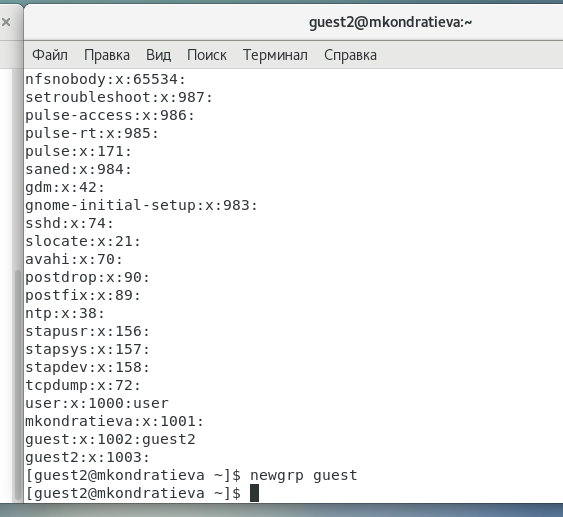 guest2@mkondratieva:~
Файл Правка Вид Поиск Терминал Справка
nfsnobody:x:65534:
setroubleshoot:x:987:
pulse-access:x:986:
pulse-rt:x:985:
pulse:x:171:
saned:x:984:
gdm:x:42:
gnome-initial-setup:x:983:
sshd:x:74:
slocate:x:21:
avahi:x:70:
postdrop:x:90:
postfix:x:89:
ntp:x:38:
stapusr:x:156:
stapsys:x:157:
stapdev:x:158:
tcpdump:x:72:
user:x:1000:user
mkondratieva:x:1001:
guest:x:1002:guest2
guest2:x:1003:
[guest2@mkondratieva ~]$ newgrp guest
[guest2@mkondratieva ~]$